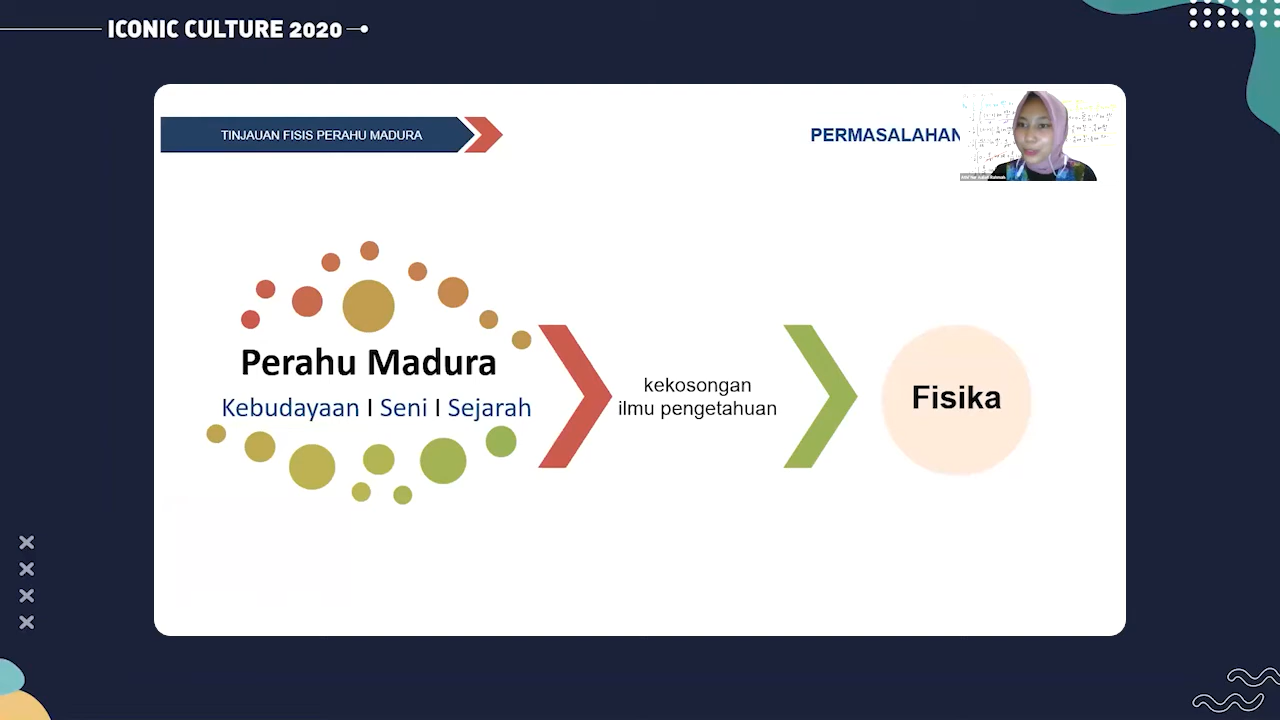 ICONIC CULTURE 2020
TINJAUAN FISIS PERAHU MADURA
PERMASALAHAN
Perahu Madura
Kebudayaan I Seni I Sejarah
kekosongan
ilmu pengetahuan
Fisika